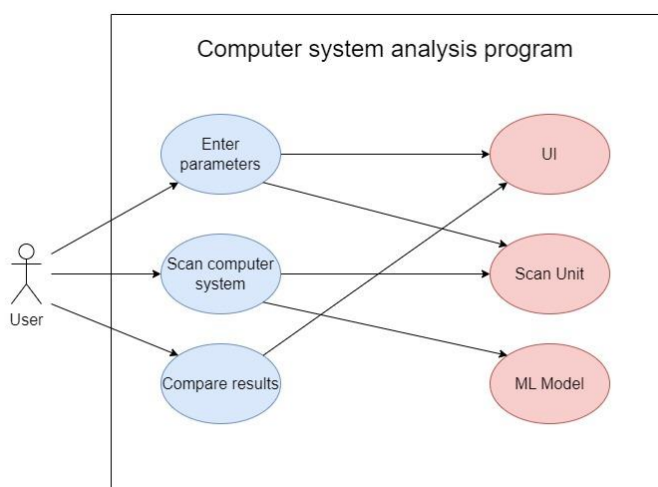 Computer system analysis program
Enter
parameters
UI
Scan computer
system
Scan Unit
User
Compare results
ML Model